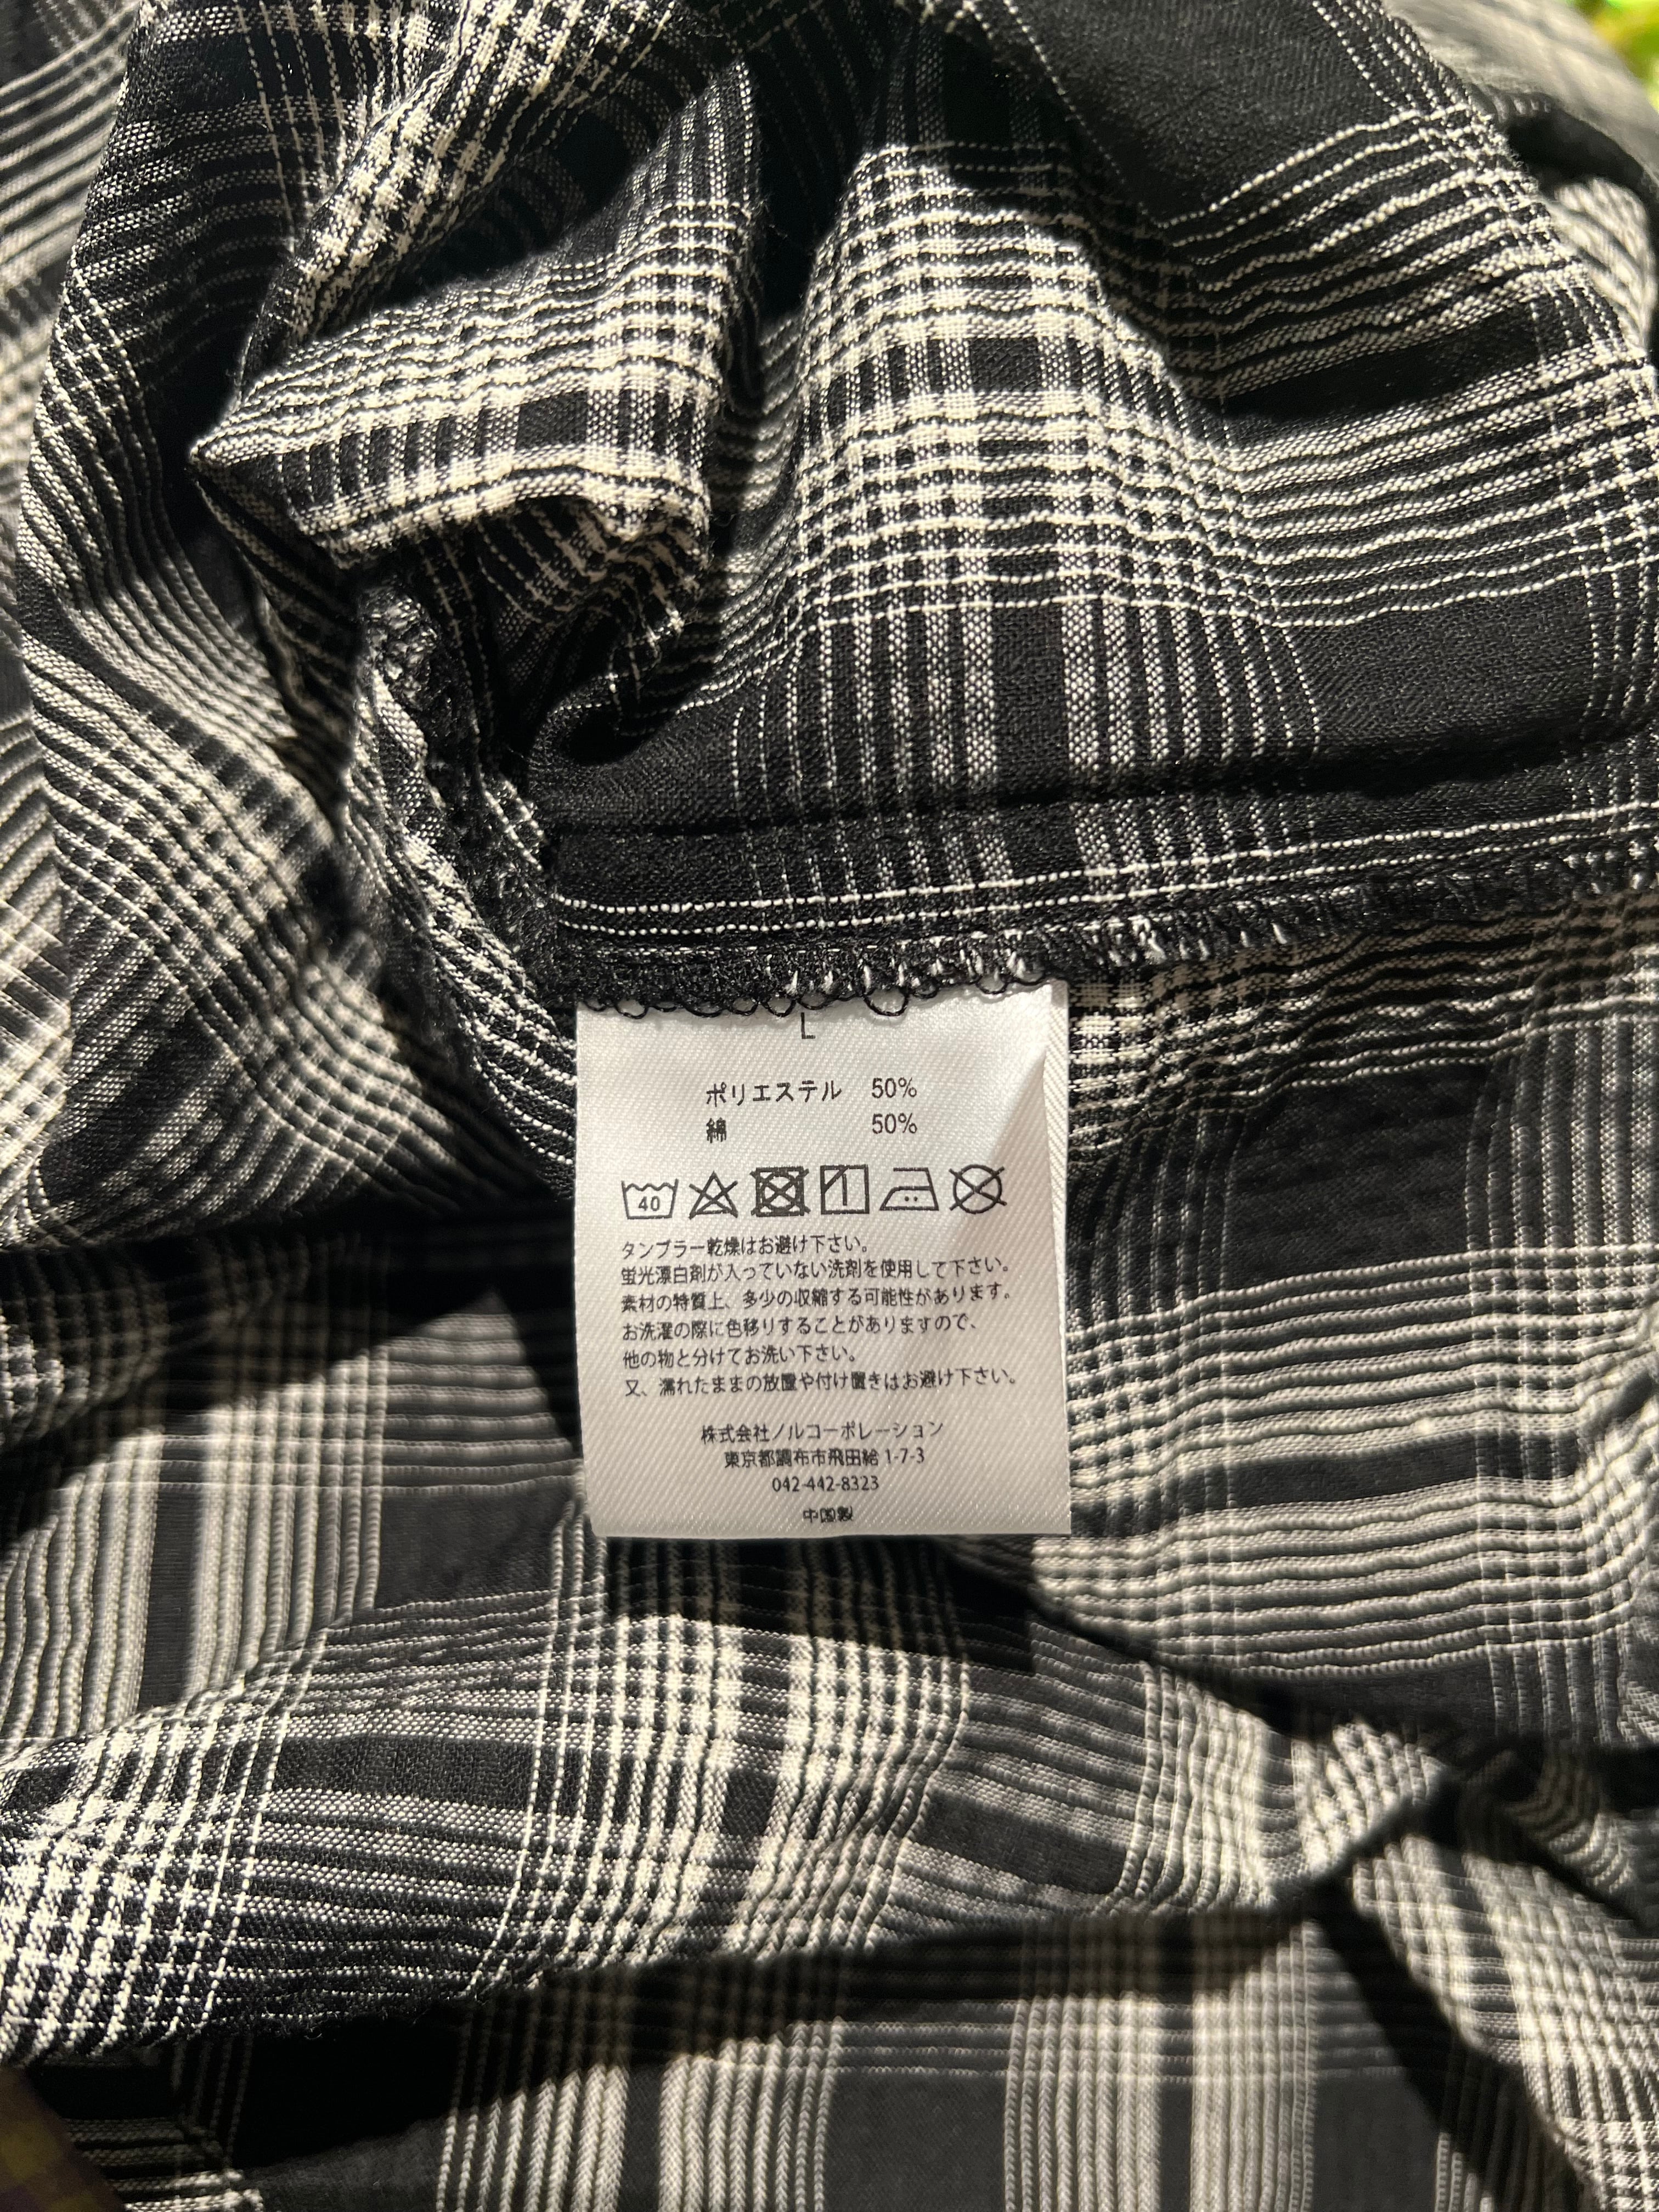 L
ポリエステル 50%
綿 50%
40
タンブラー乾燥はお避け下さい。
蛍光漂白剤が入っていない洗剤を使用して下さい。
素材の特質上、多少の収縮する可能性があります。
お洗濯の際に色移りすることがありますので、
他の物と分けてお洗い下さい。
又、濡れたままの放置や付け置きはお避け下さい。
株式会社ノルコーポレーション
東京都調布市飛田給 1-7-3
042-442-8323
中国製